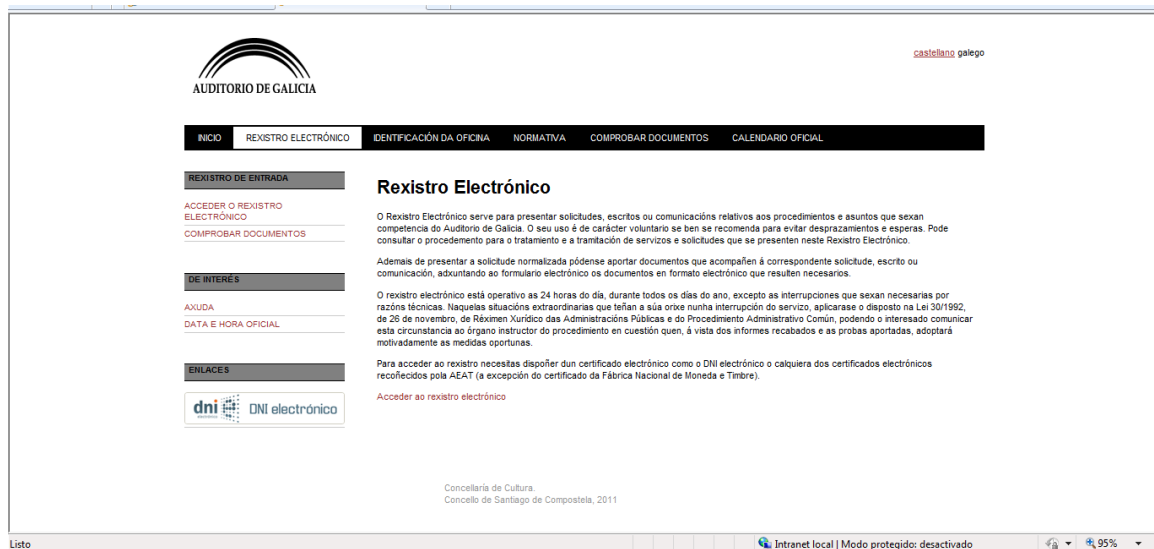 castellano galego
AUDITORIO DE GALICIA
INICIO REXISTRO ELECTRÓNICO IDENTIFICACIÓN DA OFICINA NORMATIVA COMPROBAR DOCUMENTOS CALENDARIO OFICIAL
REXISTRO DE ENTRADA
ACCEDER O REXISTRO
ELECTRÓNICO
COMPROBAR DOCUMENTOS
DE INTERÉS
AXUDA
DATA E HORA OFICIAL
ENLACES
dni DNI electrónico
Rexistro Electrónico
O Rexistro Electrónico serve para presentar solicitudes, escritos ou comunicacións relativos aos procedimientos e asuntos que sexan
competencia do Auditorio de Galicia. O seu uso é de carácter voluntario se ben se recomenda para evitar desprazamentos e esperas. Pode
consultar o procedemento para o tratamiento e a tramitación de servizos e solicitudes que se presenten neste Rexistro Electrónico.
Ademais de presentar a solicitude normalizada pódense aportar documentos que acompañen á correspondente solicitude, escrito ou
comunicación, adxuntando ao formulario electrónico os documentos en formato electrónico que resulten necesarios.
O rexistro electrónico está operativo as 24 horas do día, durante todos os días do ano, excepto as interrupciones que sexan necesarias por
razóns técnicas. Naquelas situacións extraordinarias que teñan a súa orixe nunha interrupción do servizo, aplicarase o disposto na Lei 30/1992,
de 26 de novembro, de Réximen Xurídico das Administracións Públicas e do Procedimiento Administrativo Común, podendo o interesado comunicar
esta circunstancia ao órgano instructor do procedimiento en cuestión quen, á vista dos informes recabados e as probas aportadas, adoptará
motivadamente as medidas oportunas.
Para acceder ao rexistro necesitas dispoñer dun certificado electrónico como o DNI electrónico o calquiera dos certificados electrónicos
recoñecidos pola AEAT (a excepción do certificado da Fábrica Nacional de Moneda e Timbre).
Acceder ao rexistro electrónico
Concellaría de Cultura.
Concello de Santiago de Compostela, 2011
Listo Intranet local | Modo protegido: desactivado 95%